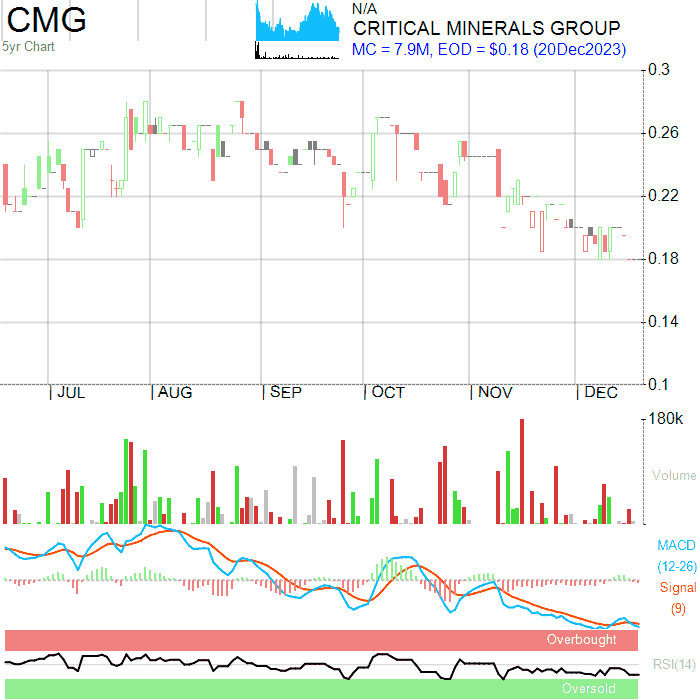 CMG
5yr Chart
N/A
CRITICAL MINERALS GROUP
MC = 7.9M, EOD = $0.18 (20Dec2023)
0.3
0.26
0.22
0.18
0.14
0.1
JUL AUG SEP OCT NOV DEC
180k
Volume
MACD
(12-26)
Signal
(9)
Overbought
RSI(14)
Oversold